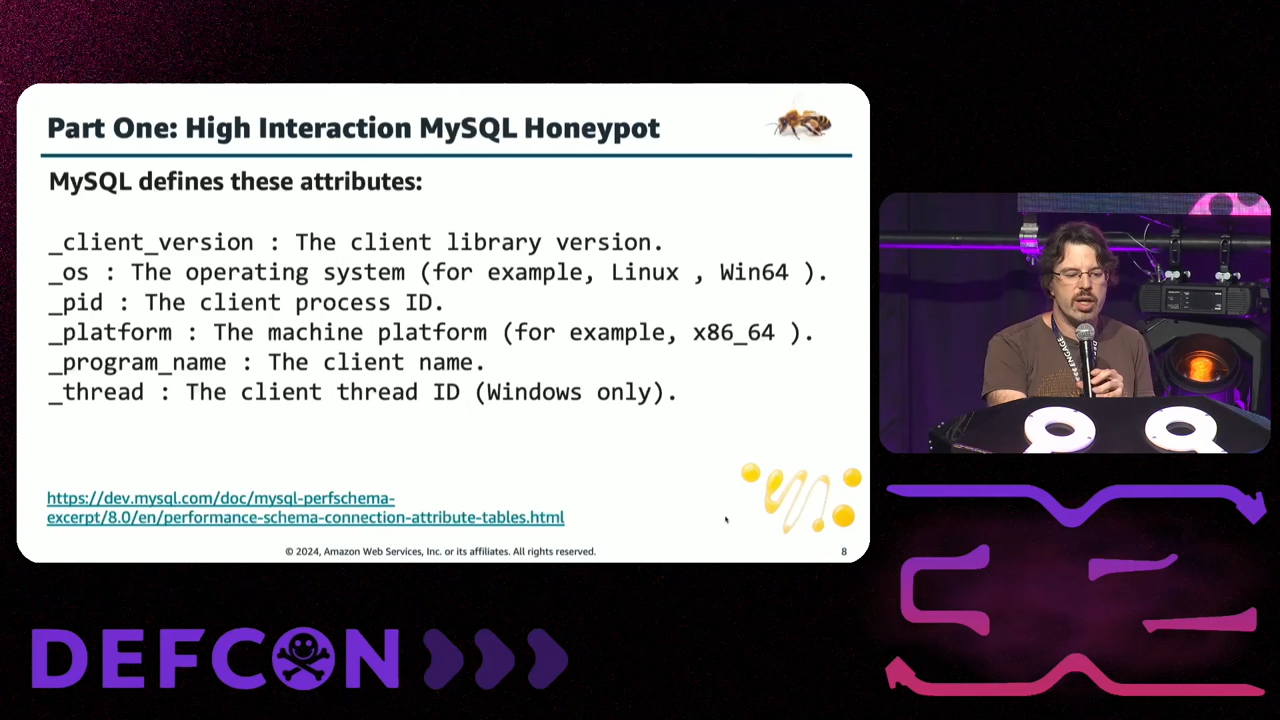 Part One: High Interaction MySQL Honeypot
MySQL defines these attributes:
_client_version : The client library version.
_os : The operating system (for example, Linux , Win64 ).
_pid : The client process ID.
_platform : The machine platform (for example, x86_64 ).
_program_name : The client name.
_thread : The client thread ID (Windows only).
https://dev.mysql.com/doc/mysql-perfschema-
excerpt/8.0/en/performance-schema-connection-attribute-tables.html
© 2024, Amazon Web Services, Inc. or its affiliates. All rights reserved.
8
ENGAGE
DEFCON